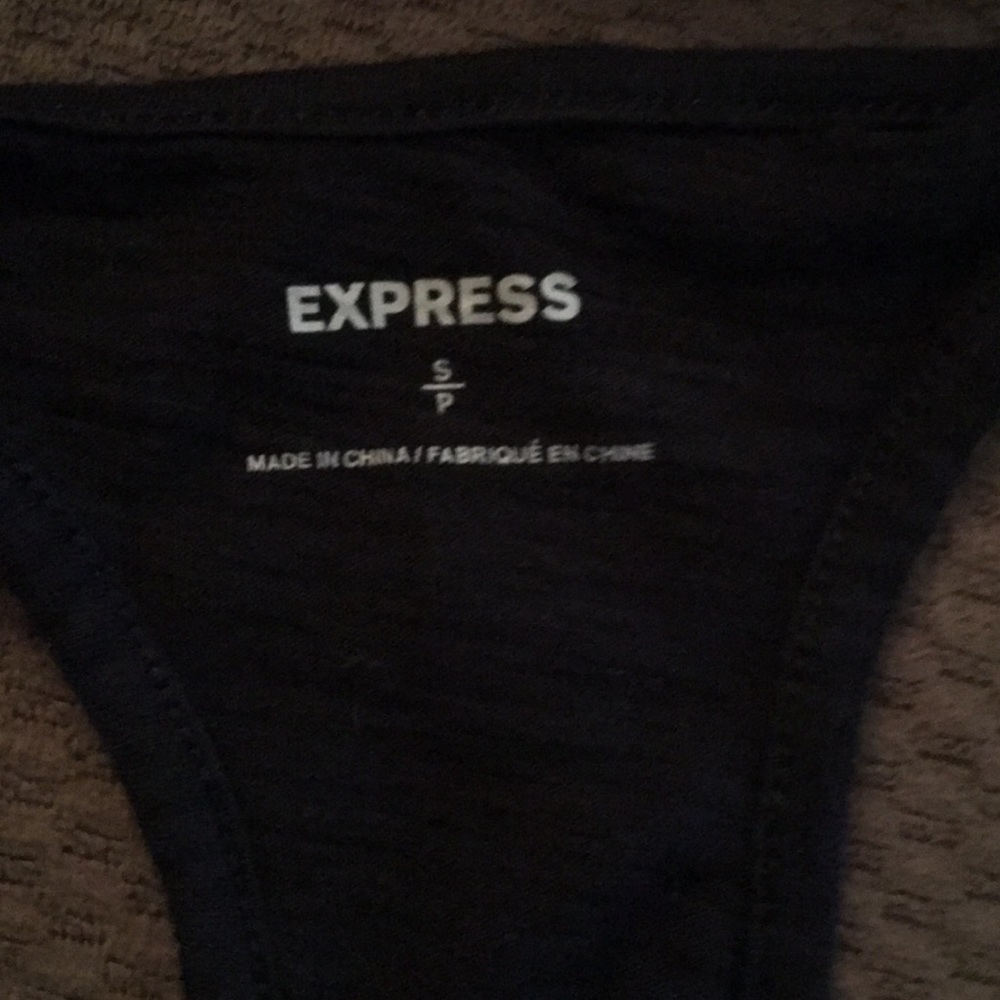 EXPRESS
S
P
MADE IN CHINA / FABRIQUÉ EN CHINE